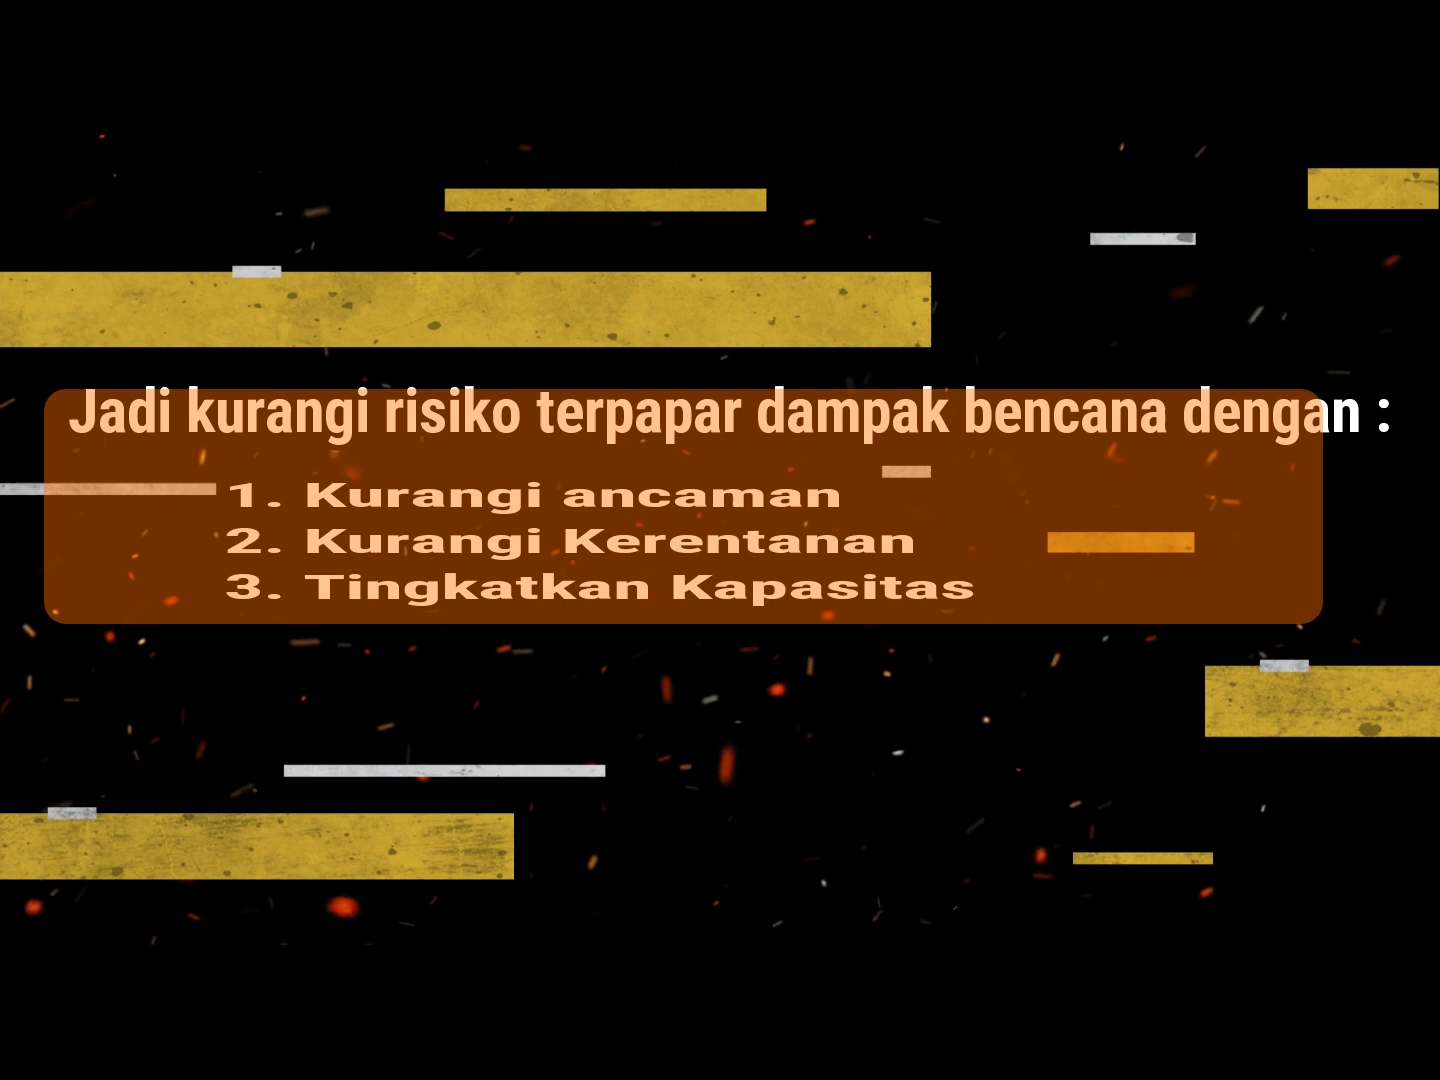 Jadi kurangi risiko terpapar dampak bencana dengan :
1. Kurangi ancaman
2. Kurangi Kerentanan
3. Tingkatkan Kapasitas